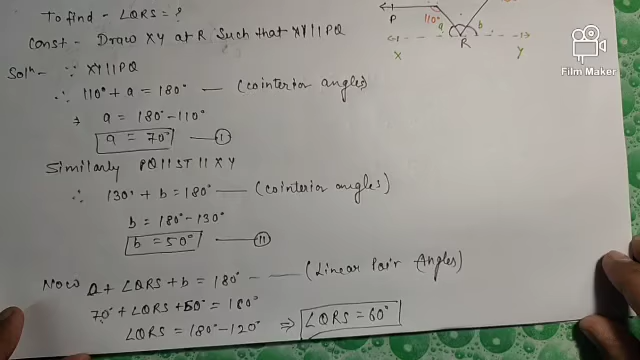 To find - ∠QRS = ?
Const - Draw XY at R Such that XY || PQ
Solⁿ - ∵ XY || PQ
∴ 110° + a = 180° — (cointerior angles)
⇒ a = 180° - 110°
a = 70° — (I)
Similarly PQ || ST || XY
∴ 130° + b = 180° — (cointerior angles)
b = 180° - 130°
b = 50° — (II)
Now a + ∠QRS + b = 180° - — (Linear Pair Angles)
70° + ∠QRS + 50° = 180°
∠QRS = 180° - 120° ⇒ ∠QRS = 60°
P
110°
a
b
X
R
Y
Film Maker